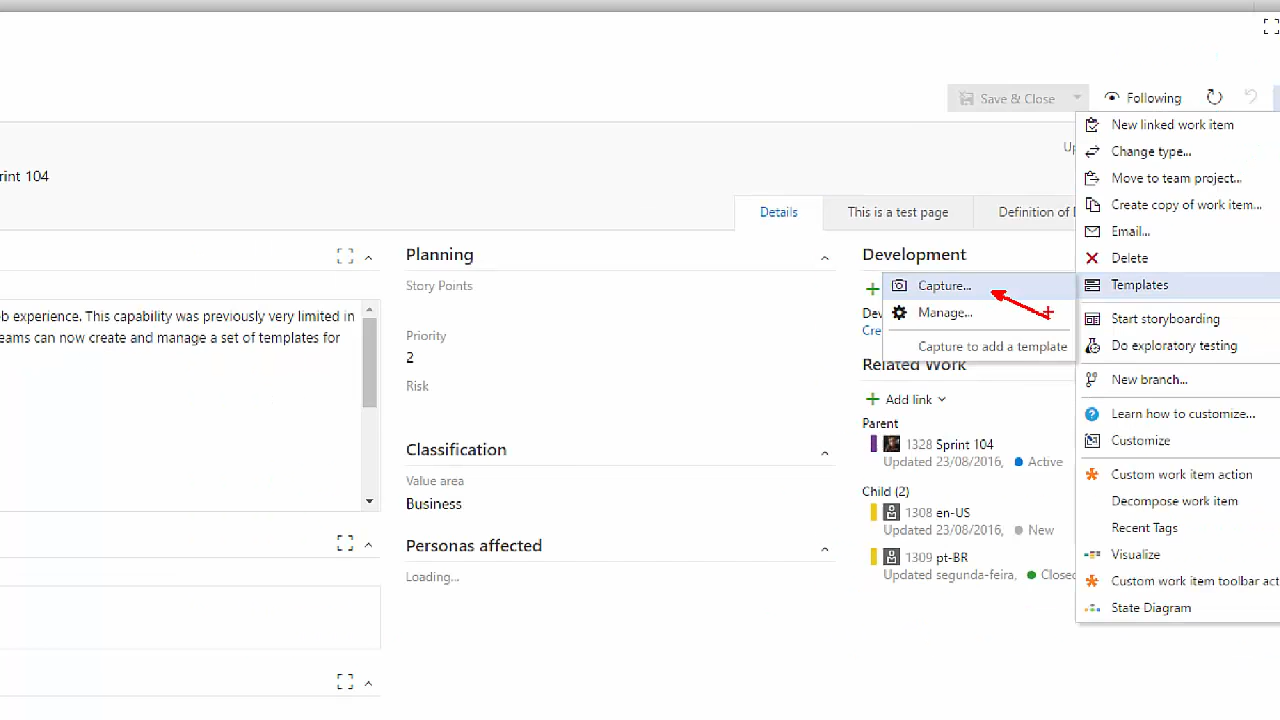 Save & Close
Following
rint 104
Details
This is a test page
Definition of
b experience. This capability was previously very limited in
eams can now create and manage a set of templates for
Planning
Story Points
Priority
2
Risk
Classification
Value area
Business
Personas affected
Loading...
Development
Dev
Cre
Related Work
Add link
Parent
1328 Sprint 104
Updated 23/08/2016, Active
Child (2)
1308 en-US
Updated 23/08/2016, New
1309 pt-BR
Updated segunda-feira, Closed
Capture...
Manage...
Capture to add a template
New linked work item
Change type...
Move to team project...
Create copy of work item...
Email...
Delete
Templates
Start storyboarding
Do exploratory testing
New branch...
Learn how to customize...
Customize
Custom work item action
Decompose work item
Recent Tags
Visualize
Custom work item toolbar act
State Diagram